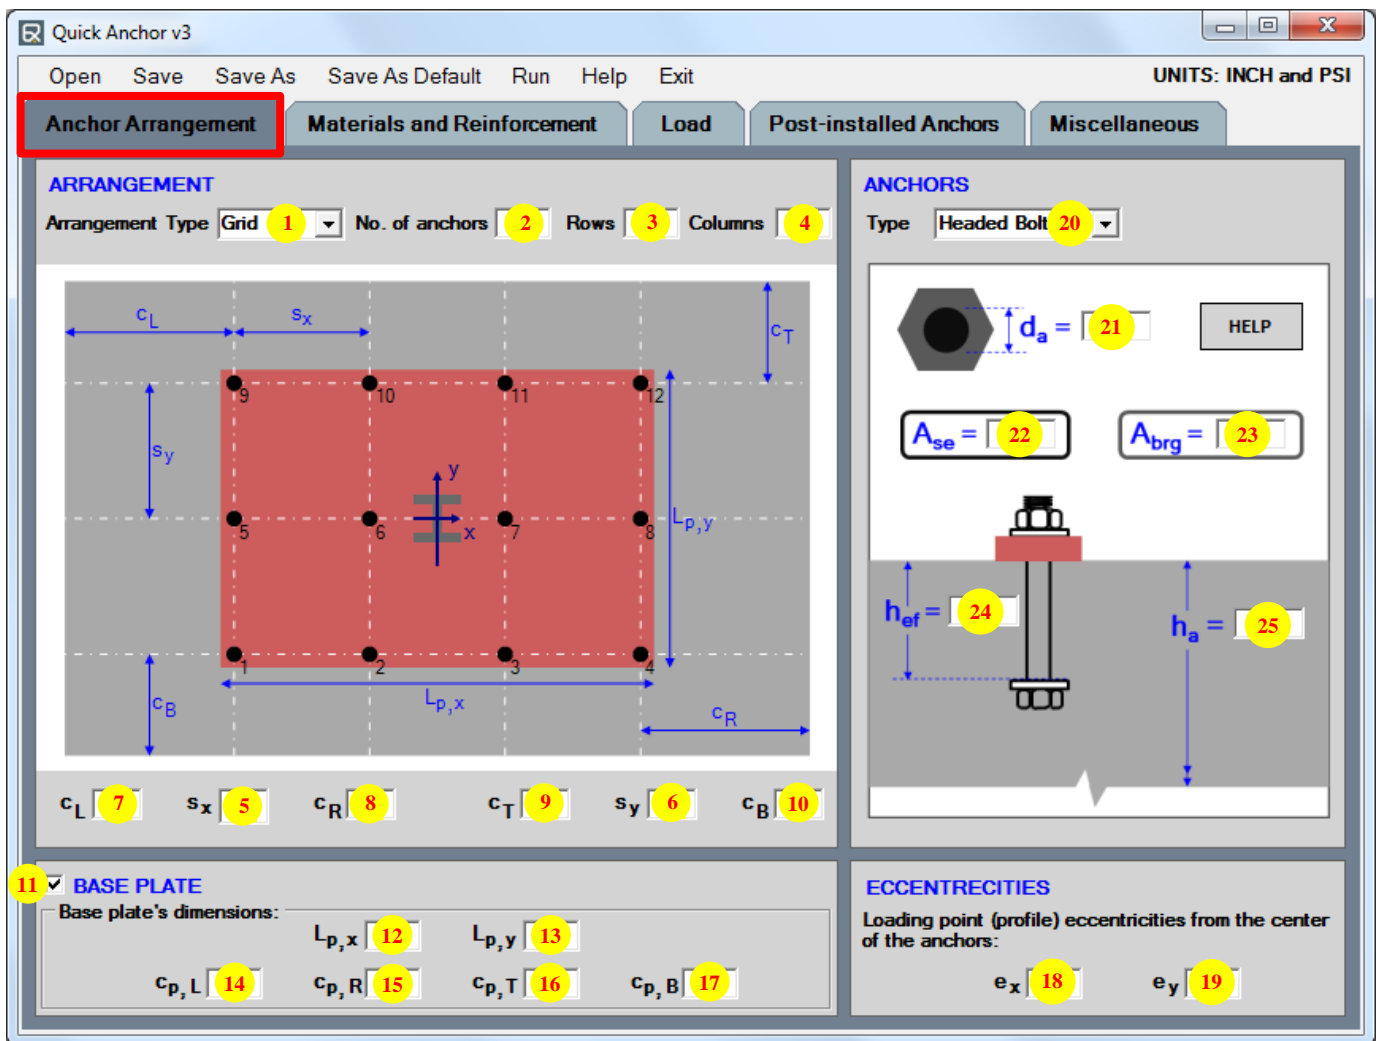 Quick Anchor v3
Open Save Save As Save As Default Run Help Exit UNITS: INCH and PSI
Anchor Arrangement Materials and Reinforcement Load Post-installed Anchors Miscellaneous
ARRANGEMENT
Arrangement Type Grid 1 No. of anchors 2 Rows 3 Columns 4
cL sx cT
9 10 11 12
sy
y
x
5 6 7 8
Lp,y
1 2 3 4
Lp,x
cB
cR
cL 7 sx 5 cR 8 cT 9 sy 6 cB 10
ANCHORS
Type Headed Bolt 20
da = 21 HELP
Ase = 22 Abrg = 23
hef = 24 ha = 25
11 BASE PLATE
Base plate's dimensions:
Lp,x 12 Lp,y 13
cp,L 14 cp,R 15 cp,T 16 cp,B 17
ECCENTRECITIES
Loading point (profile) eccentricities from the center
of the anchors:
ex 18 ey 19